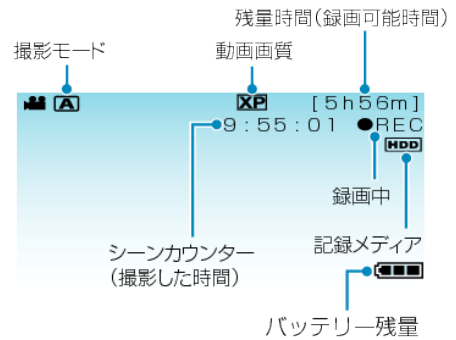 残量時間(録画可能時間)
撮影モード
動画画質
A XP [5h56m]
9:55:01 ●REC
HDD
録画中
シーンカウンター
(撮影した時間)
記録メディア
バッテリー残量